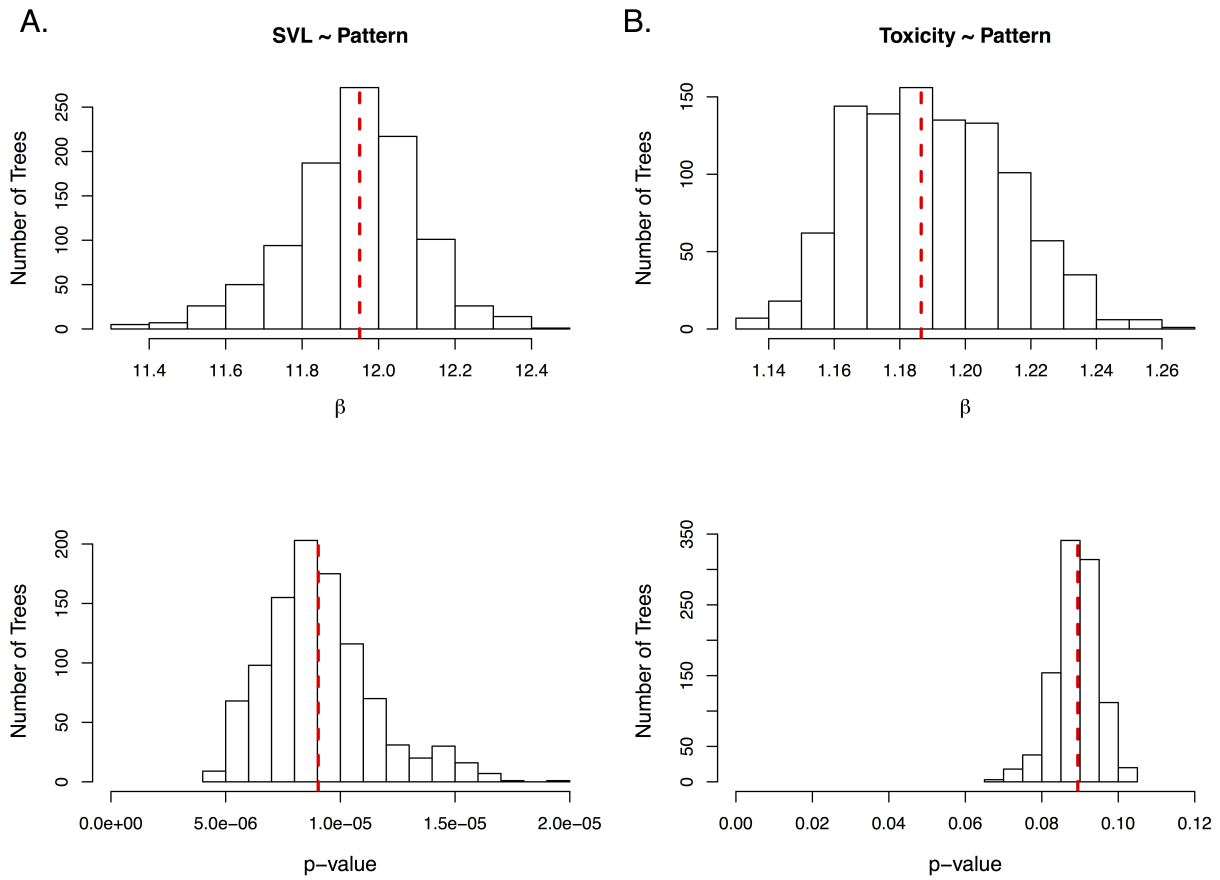 A.
SVL ~ Pattern
Number of Trees
0 50 100 150 200 250
11.4 11.6 11.8 12.0 12.2 12.4
β
B.
Toxicity ~ Pattern
Number of Trees
0 50 100 150
1.14 1.16 1.18 1.20 1.22 1.24 1.26
β
Number of Trees
0 50 100 150 200
0.0e+00 5.0e−06 1.0e−05 1.5e−05 2.0e−05
p−value
Number of Trees
0 50 150 250 350
0.00 0.02 0.04 0.06 0.08 0.10 0.12
p−value